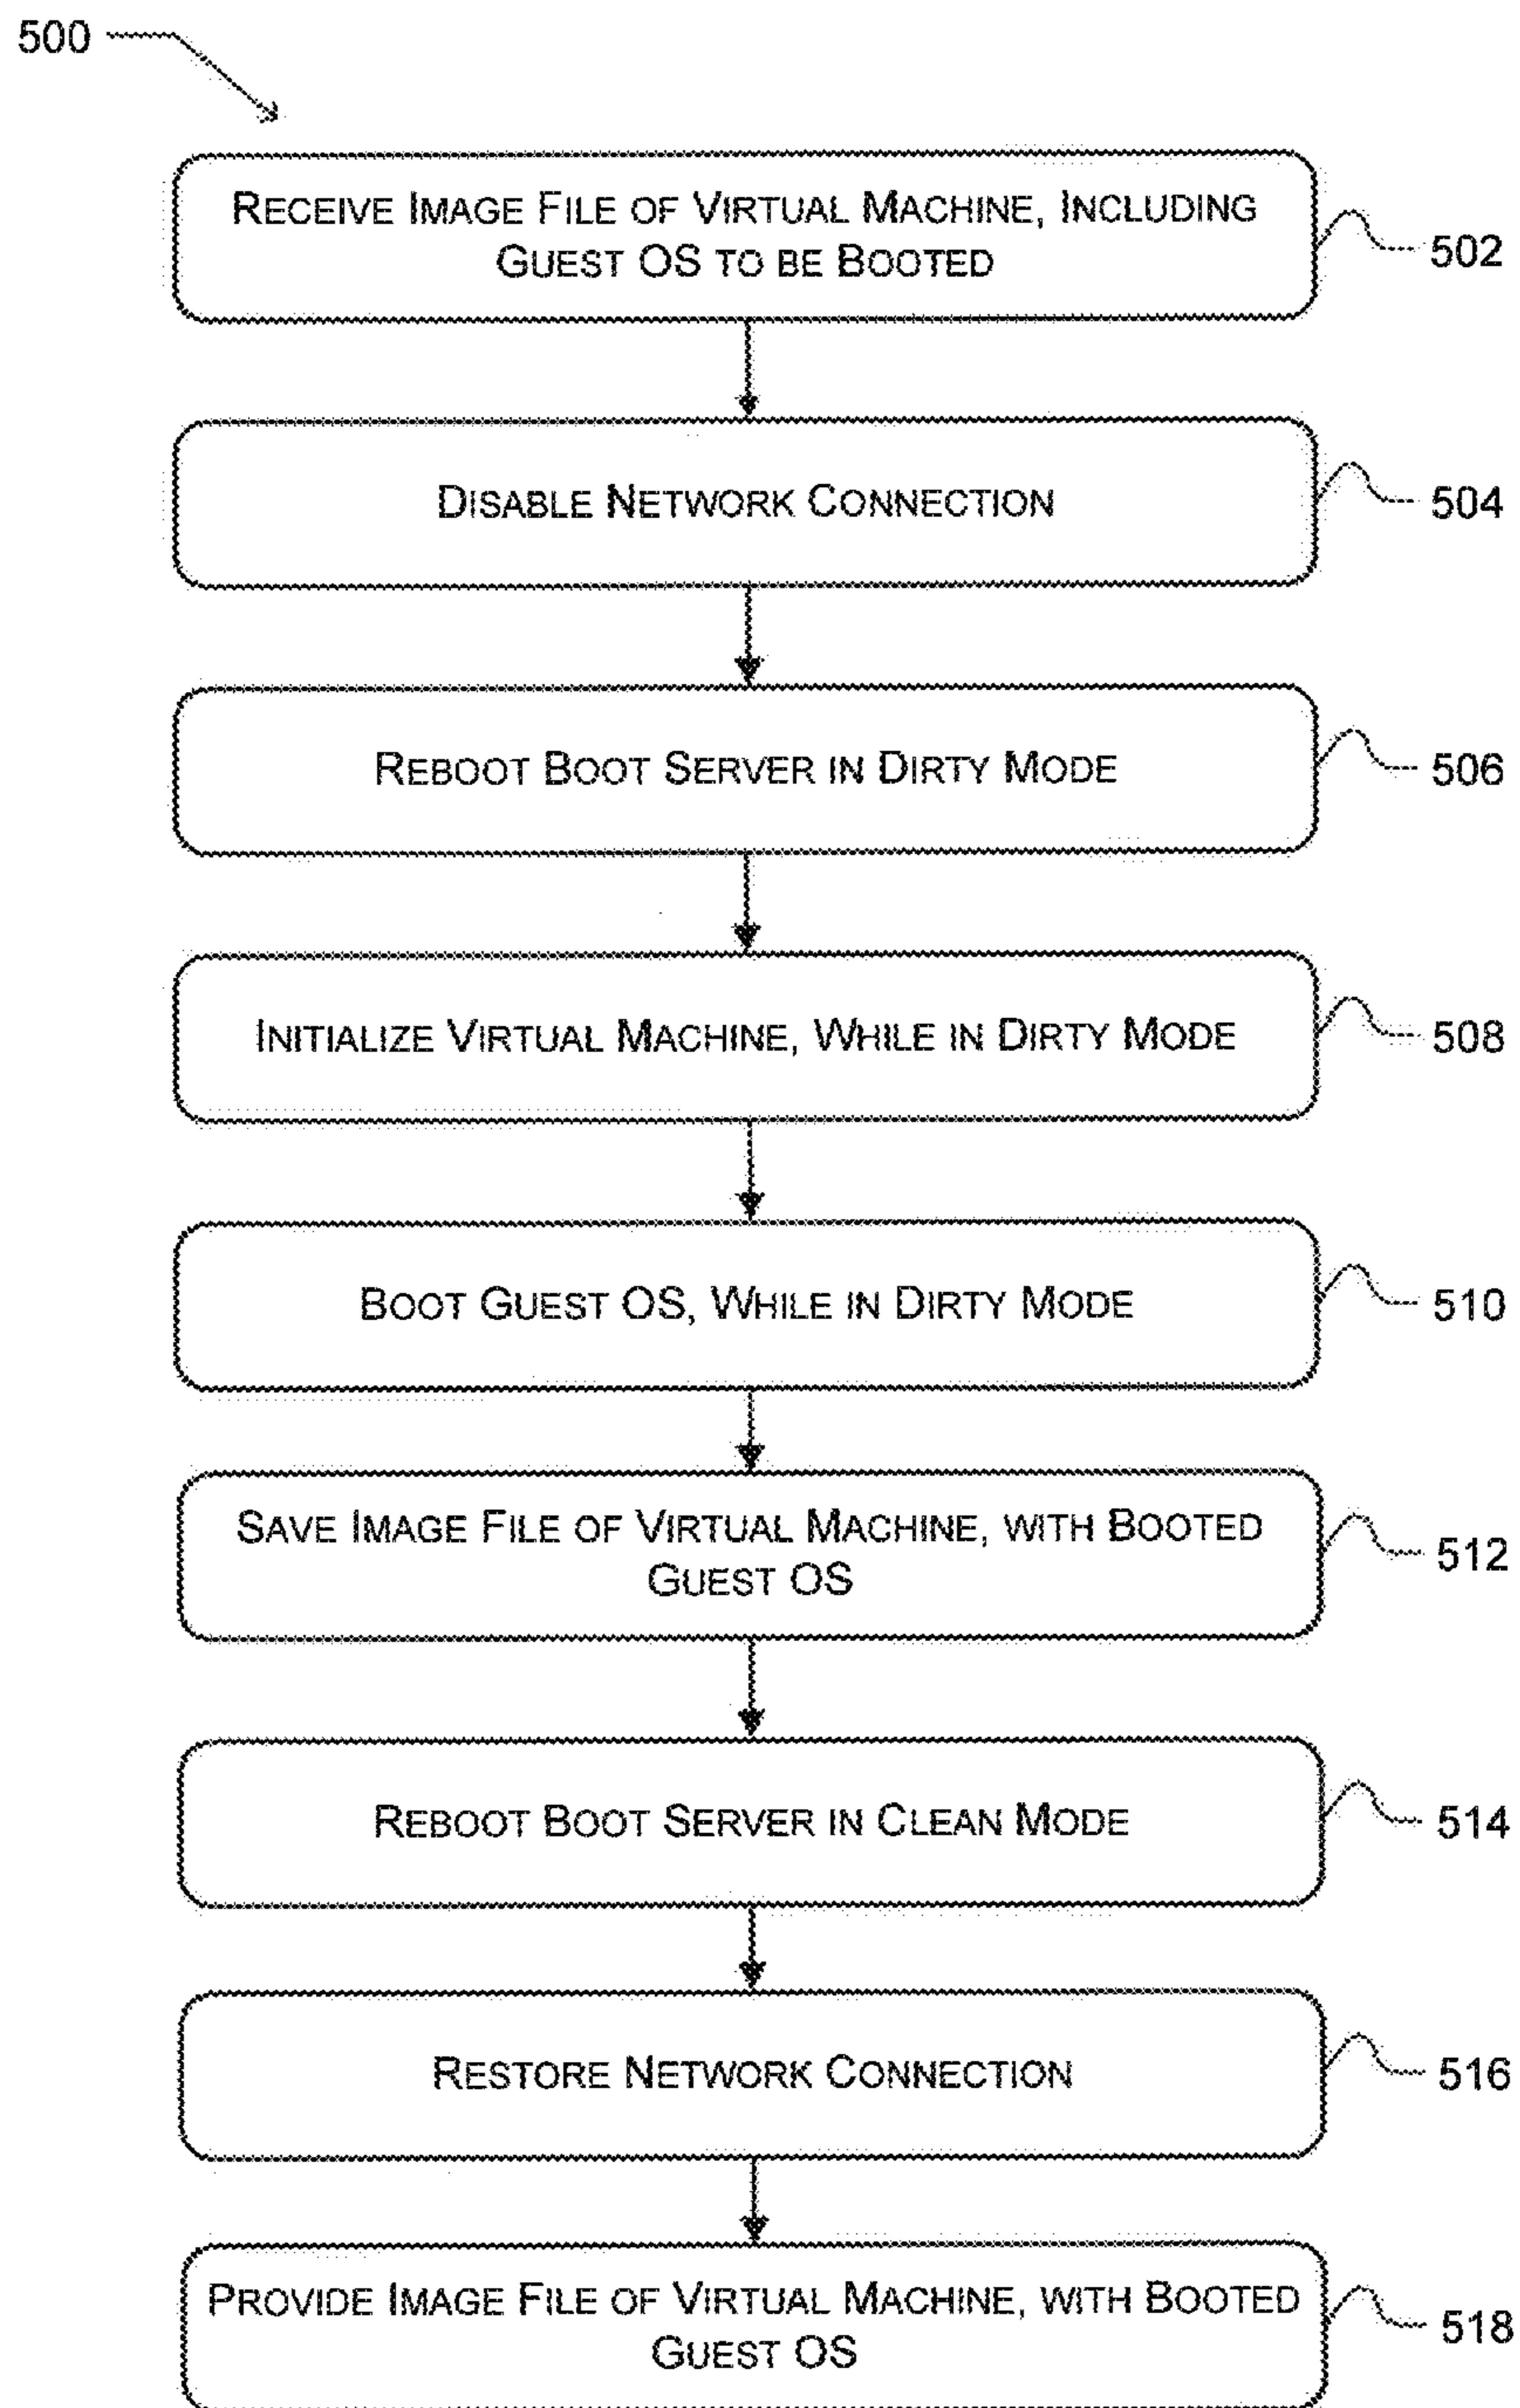 500
RECEIVE IMAGE FILE OF VIRTUAL MACHINE, INCLUDING
GUEST OS TO BE BOOTED
502
DISABLE NETWORK CONNECTION
504
REBOOT BOOT SERVER IN DIRTY MODE
506
INITIALIZE VIRTUAL MACHINE, WHILE IN DIRTY MODE
508
BOOT GUEST OS, WHILE IN DIRTY MODE
510
SAVE IMAGE FILE OF VIRTUAL MACHINE, WITH BOOTED
GUEST OS
512
REBOOT BOOT SERVER IN CLEAN MODE
514
RESTORE NETWORK CONNECTION
516
PROVIDE IMAGE FILE OF VIRTUAL MACHINE, WITH BOOTED
GUEST OS
518